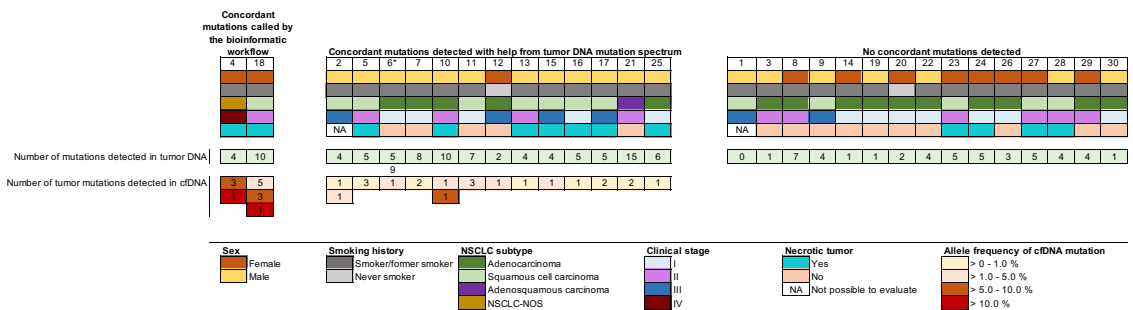 Concordant
mutations called by
the bioinformatic
workflow
Concordant mutations detected with help from tumor DNA mutation spectrum
No concordant mutations detected
4 18 2 5 6* 7 10 11 12 13 15 16 17 21 25 1 3 8 9 14 19 20 22 23 24 26 27 28 29 30
NA NA
Number of mutations detected in tumor DNA 4 10 4 5 5 8 10 7 2 4 4 5 5 15 6 0 1 7 4 1 1 2 4 5 5 3 5 4 4 1
9
Number of tumor mutations detected in cfDNA 3 5 1 3 1 2 1 3 1 1 1 1 2 2 1
1 3 1 1
1
Sex Smoking history NSCLC subtype Clinical stage Necrotic tumor Allele frequency of cfDNA mutation
Female Smoker/former smoker Adenocarcinoma I Yes > 0 - 1.0 %
Male Never smoker Squamous cell carcinoma II No > 1.0 - 5.0 %
Adenosquamous carcinoma III NA Not possible to evaluate > 5.0 - 10.0 %
NSCLC-NOS IV > 10.0 %